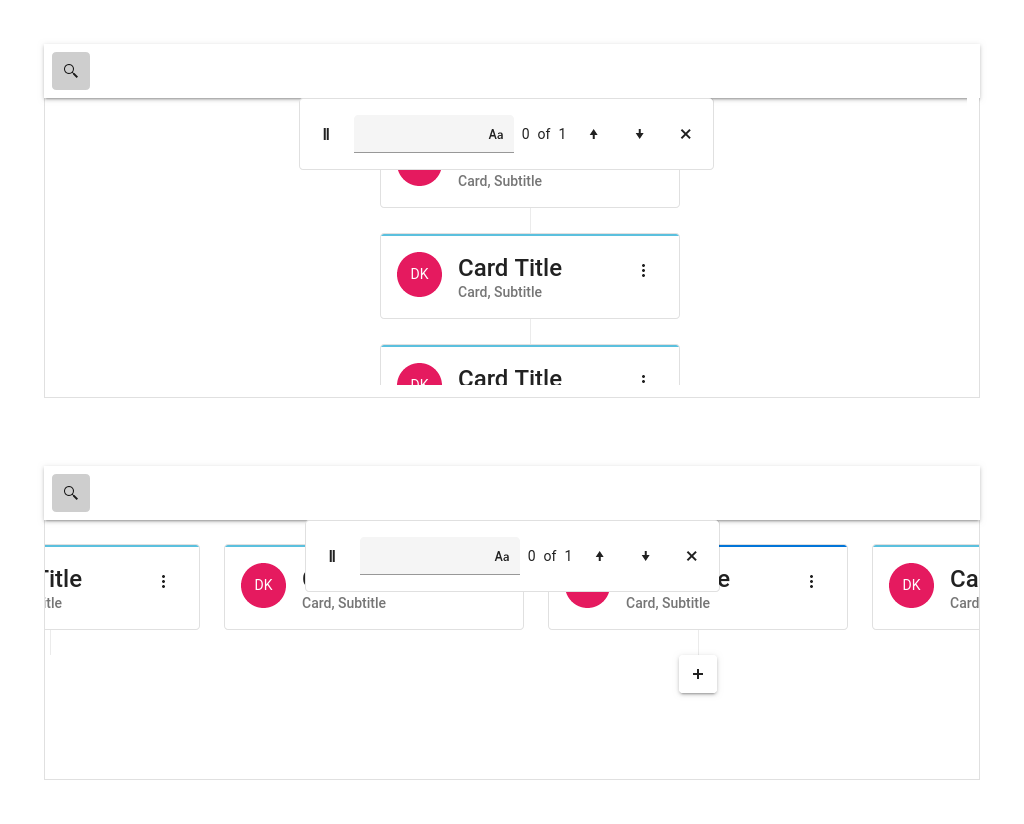 Aa 0 of 1
Card, Subtitle
DK Card Title
Card, Subtitle
DK Card Title
Aa 0 of 1
Title
DK
DK Ca
Card, Subtitle
Card, Subtitle
Card